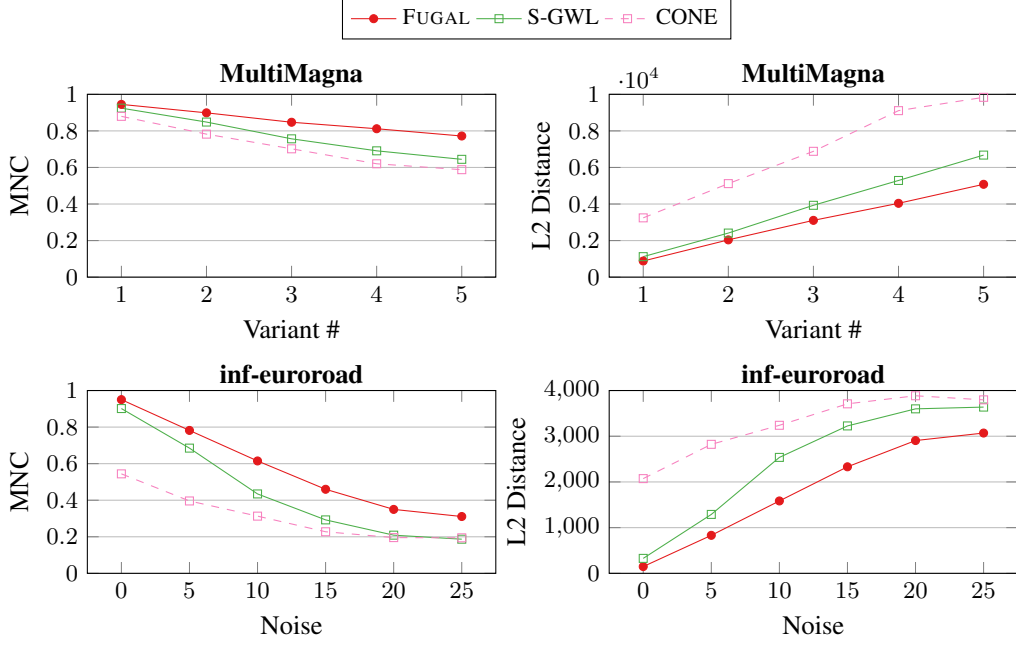 FUGAL S-GWL CONE
MultiMagna
MNC
1
0.8
0.6
0.4
0.2
0
1 2 3 4 5
Variant #
MultiMagna
·10^4
L2 Distance
1
0.8
0.6
0.4
0.2
0
1 2 3 4 5
Variant #
inf-euroroad
MNC
1
0.8
0.6
0.4
0.2
0
0 5 10 15 20 25
Noise
inf-euroroad
L2 Distance
4,000
3,000
2,000
1,000
0
0 5 10 15 20 25
Noise